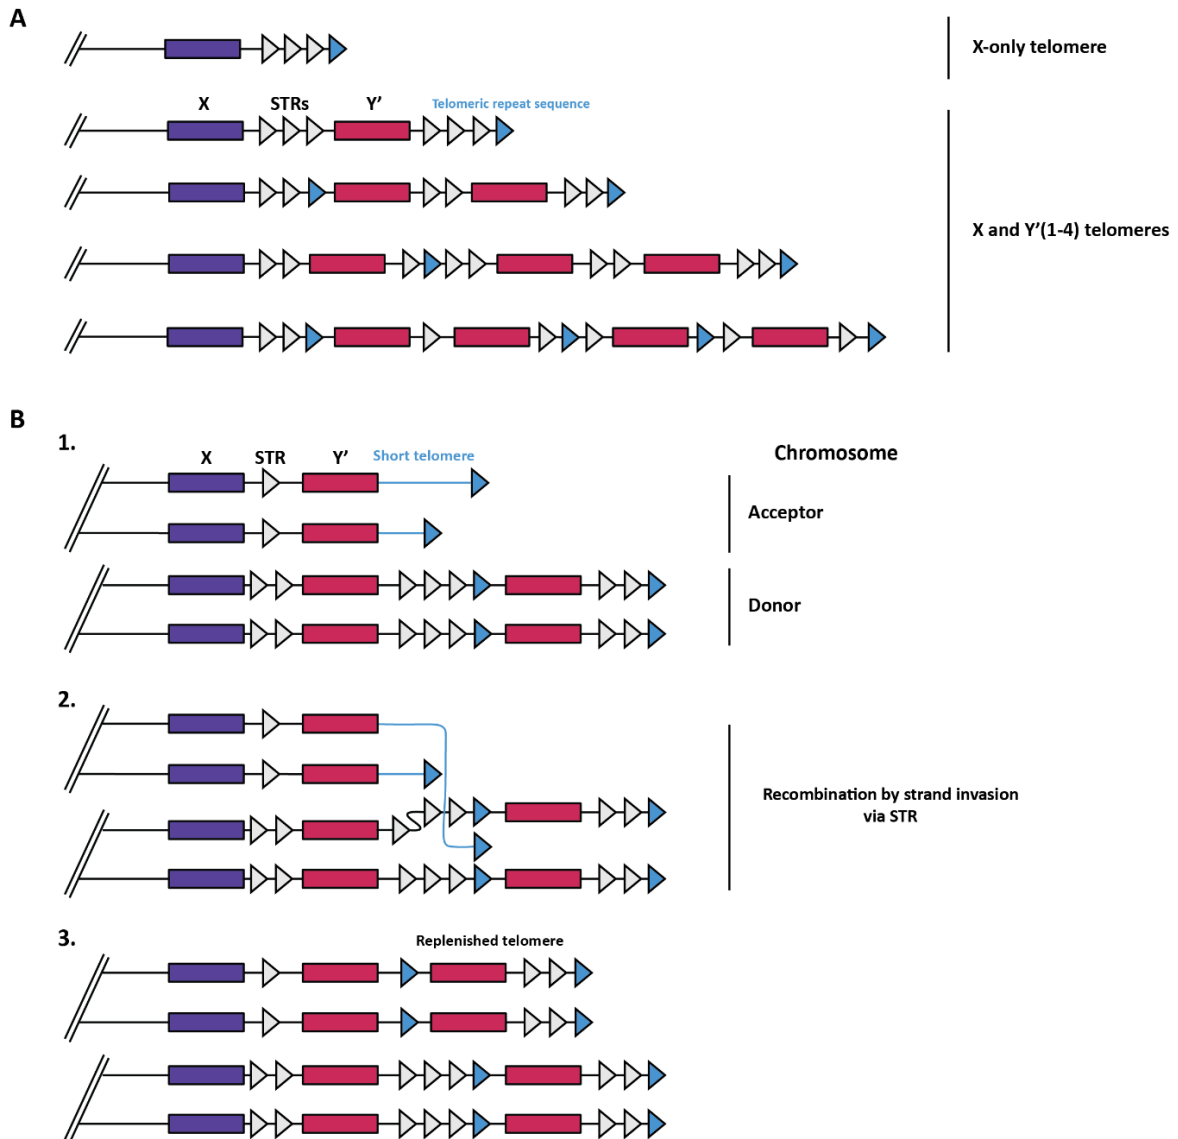 A
X-only telomere
X STRs Y' Telomeric repeat sequence
X and Y'(1-4) telomeres
B
1.
X STR Y' Short telomere
Chromosome
Acceptor
Donor
2.
Recombination by strand invasion
via STR
3.
Replenished telomere